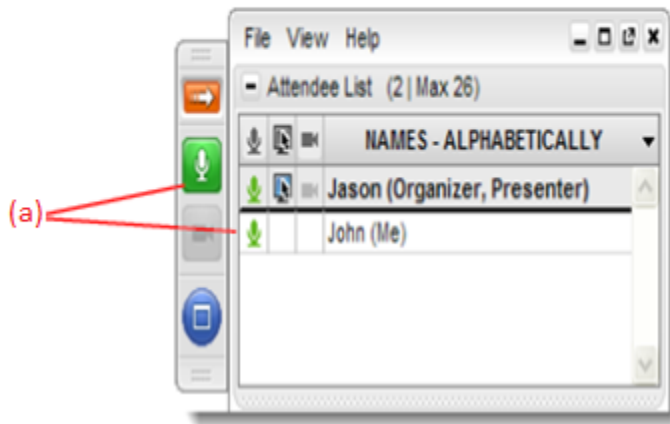 File View Help
Attendee List (2 | Max 26)
NAMES - ALPHABETICALLY
Jason (Organizer, Presenter)
(a)
John (Me)